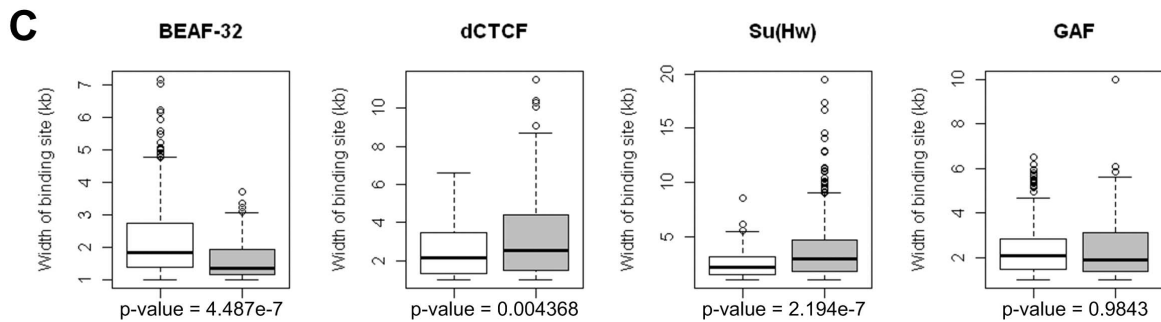 C
BEAF-32
dCTCF
Su(Hw)
GAF
Width of binding site (kb)
7
6
5
4
3
2
1
p-value = 4.487e-7
Width of binding site (kb)
10
8
6
4
2
p-value = 0.004368
Width of binding site (kb)
20
15
10
5
p-value = 2.194e-7
Width of binding site (kb)
10
8
6
4
2
p-value = 0.9843